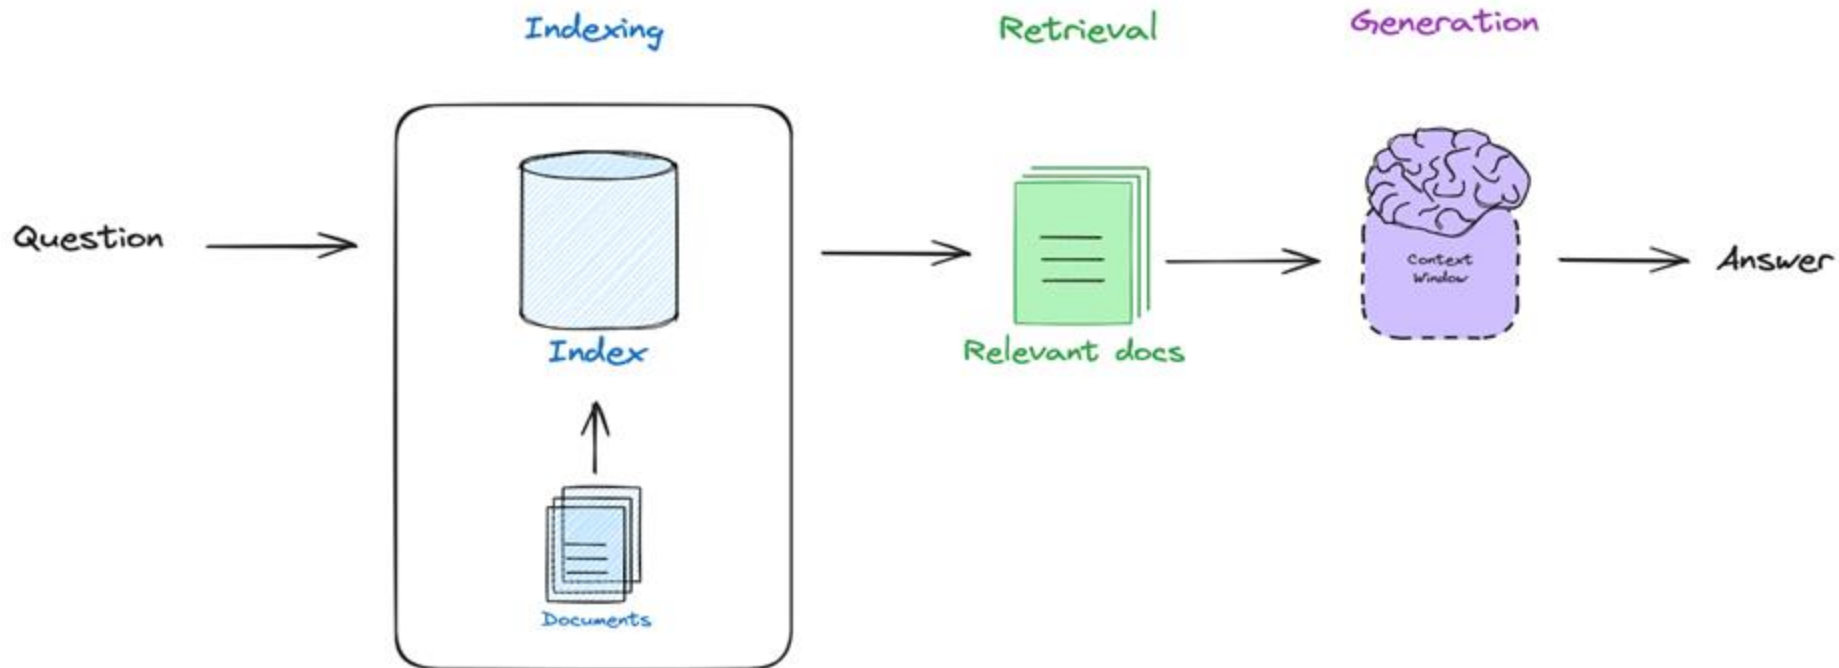 Indexing
Retrieval
Generation
Question
Index
Documents
Relevant docs
Context
Window
Answer